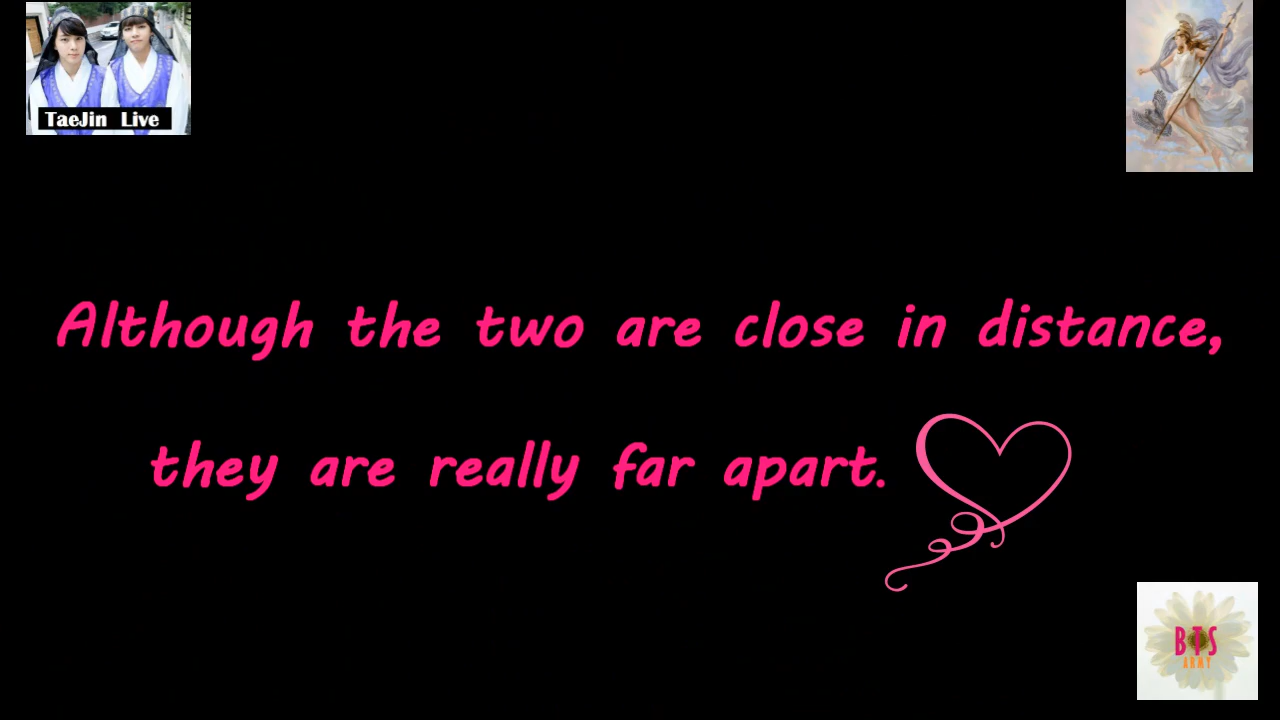 TaeJin Live
Although the two are close in distance,
they are really far apart.
BTS
ARMY